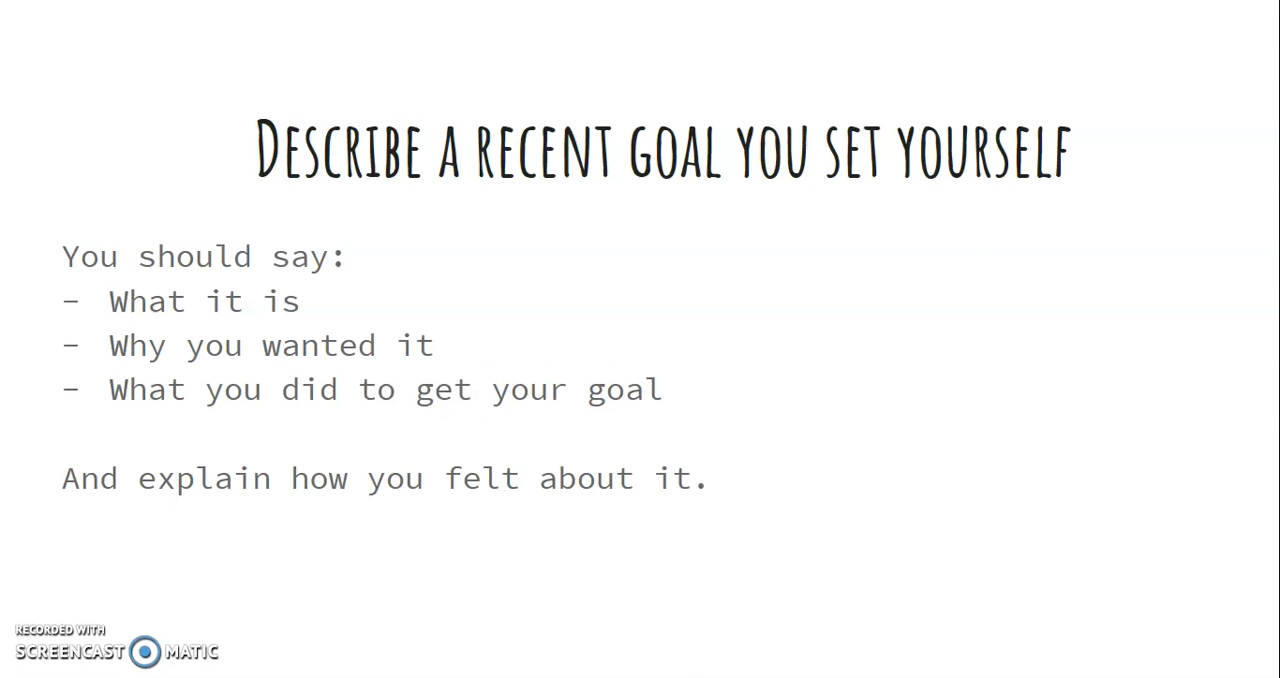 DESCRIBE A RECENT GOAL YOU SET YOURSELF
You should say:
- What it is
- Why you wanted it
- What you did to get your goal
And explain how you felt about it.
RECORDED WITH
SCREENCAST MATIC